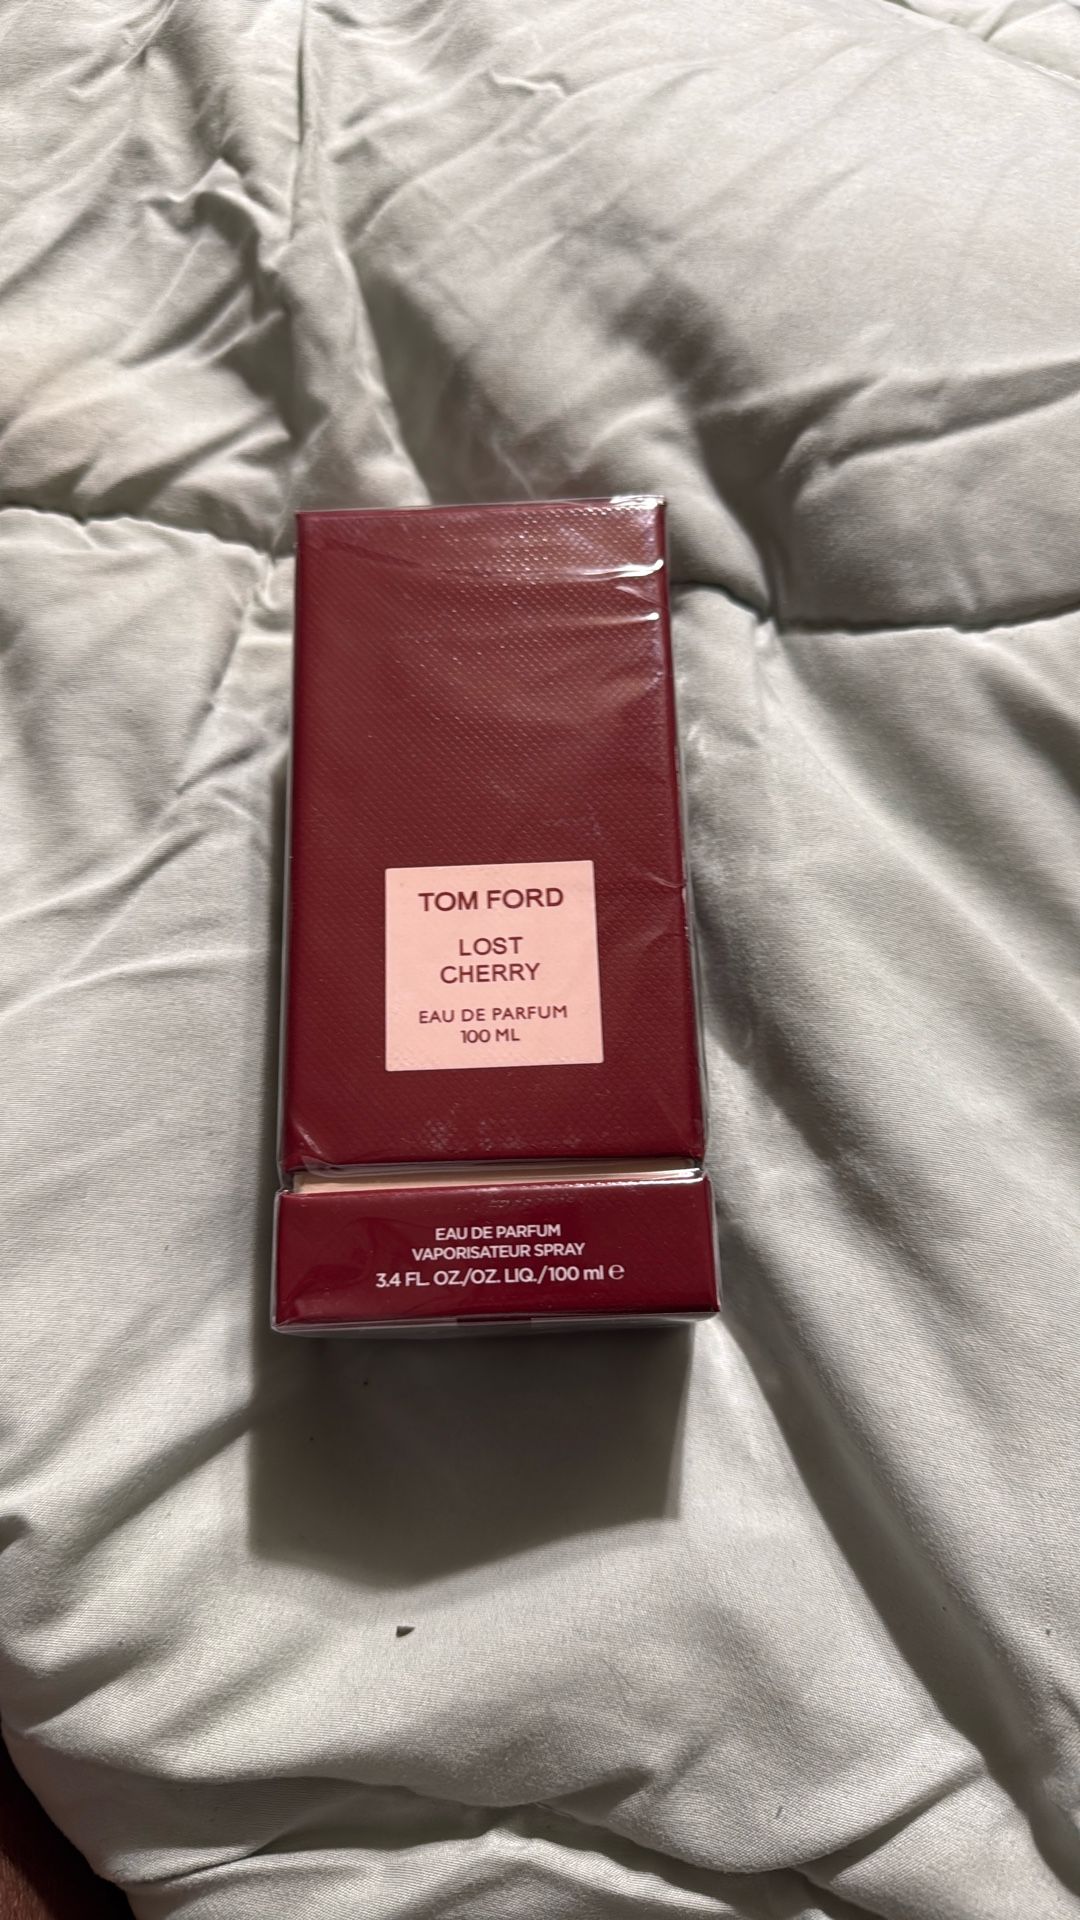 TOM FORD
LOST
CHERRY
EAU DE PARFUM
100 ML
EAU DE PARFUM
VAPORISATEUR SPRAY
3.4 FL. OZ./OZ. LIQ./100 ml ℮